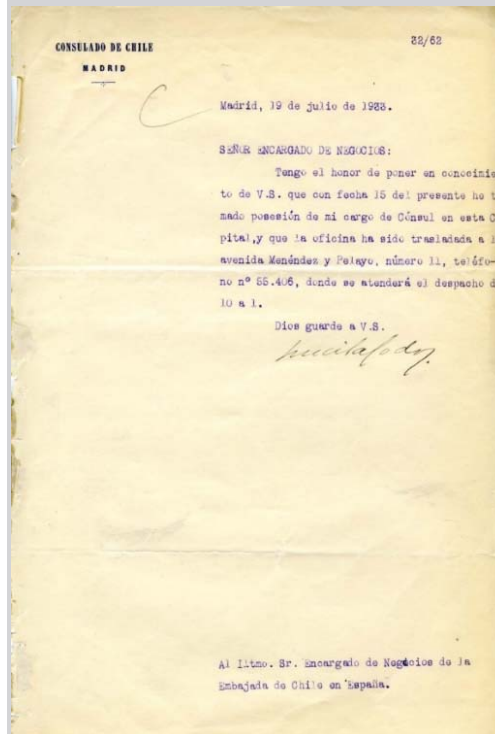 CONSULADO DE CHILE
MADRID
32/62
Madrid, 19 de julio de 1933.
SEÑOR ENCARGADO DE NEGOCIOS:
Tengo el honor de poner en conocimie
to de V.S. que con fecha 15 del presente he t
mado posesión de mi cargo de Cónsul en esta C
pital,y que la oficina ha sido trasladada a l
avenida Menéndez y Pelayo, número 11, teléfo-
no nº 55.406, donde se atenderá el despacho d
10 a 1.
Dios guarde a V.S.
Lucila Godoy.
Al Iltmo. Sr. Encargado de Negocios de la
Embajada de Chile en España.